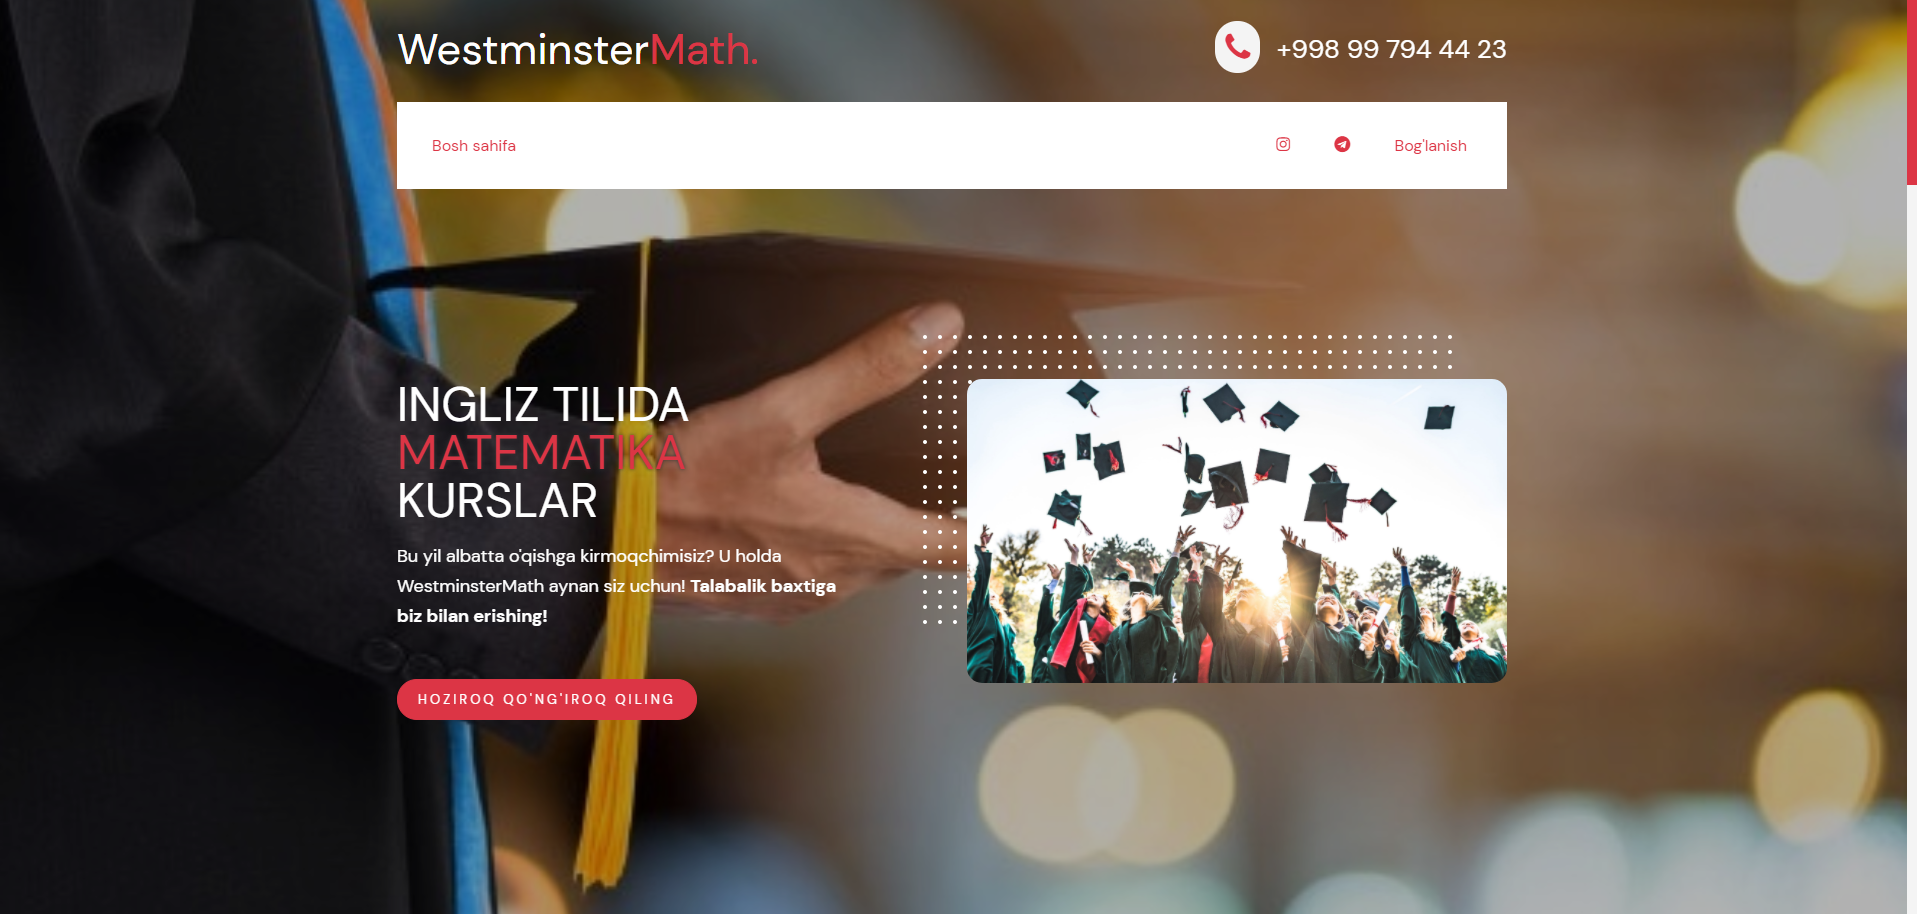 WestminsterMath.
+998 99 794 44 23
Bosh sahifa
Bog'lanish
INGLIZ TILIDA
MATEMATIKA
KURSLAR
Bu yil albatta o'qishga kirmoqchimisiz? U holda
WestminsterMath aynan siz uchun! Talabalik baxtiga
biz bilan erishing!
HOZIROQ QO'NG'IROQ QILING